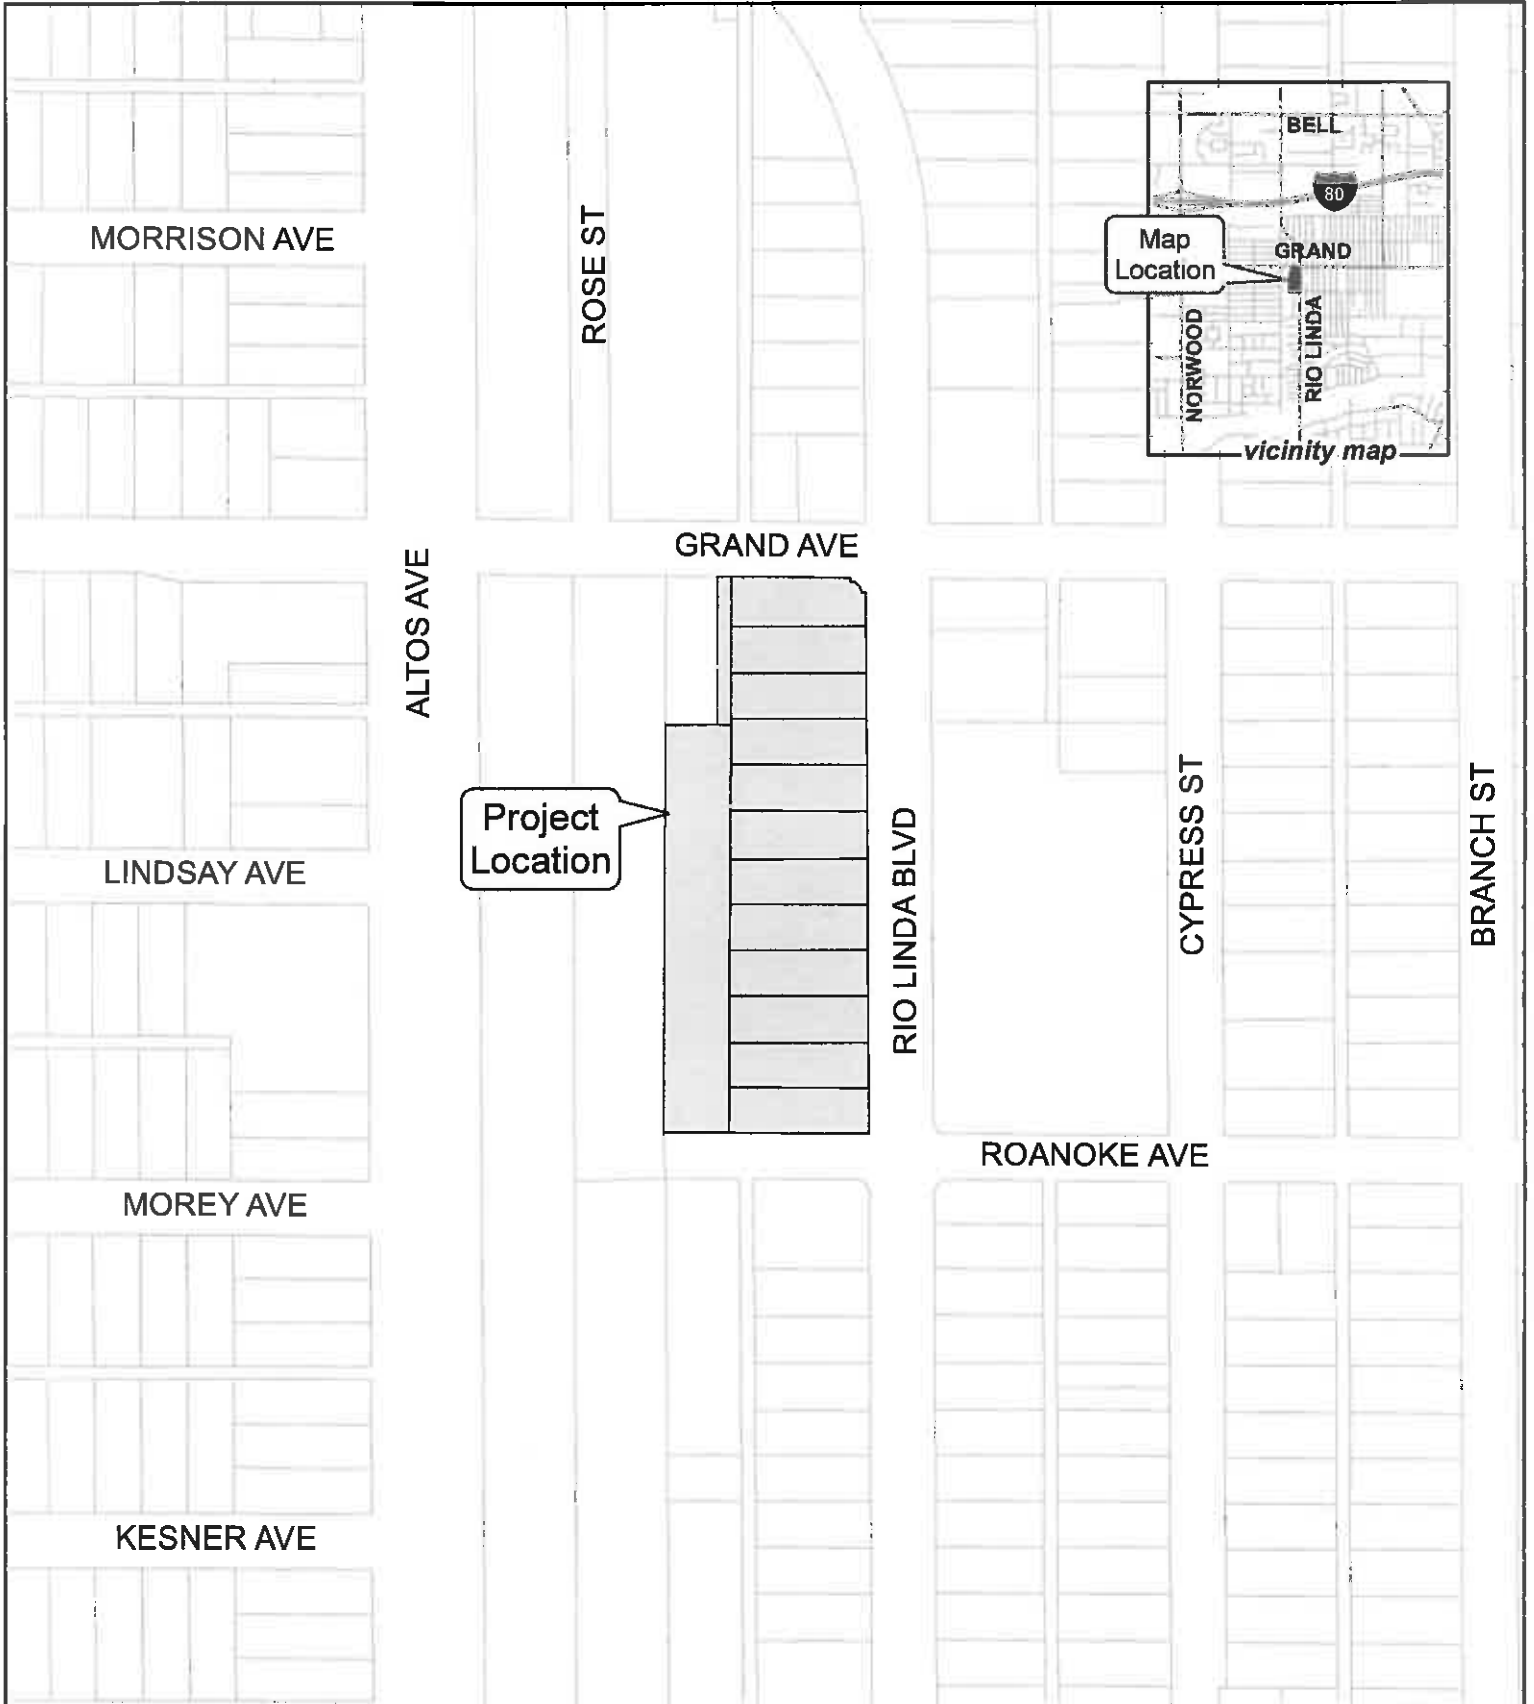 BELL
80
MORRISON AVE
ROSE ST
Map
Location
GRAND
NORWOOD
RIO LINDA
vicinity map
GRAND AVE
ALTOS AVE
Project
Location
LINDSAY AVE
RIO LINDA BLVD
CYPRESS ST
BRANCH ST
ROANOKE AVE
MOREY AVE
KESNER AVE